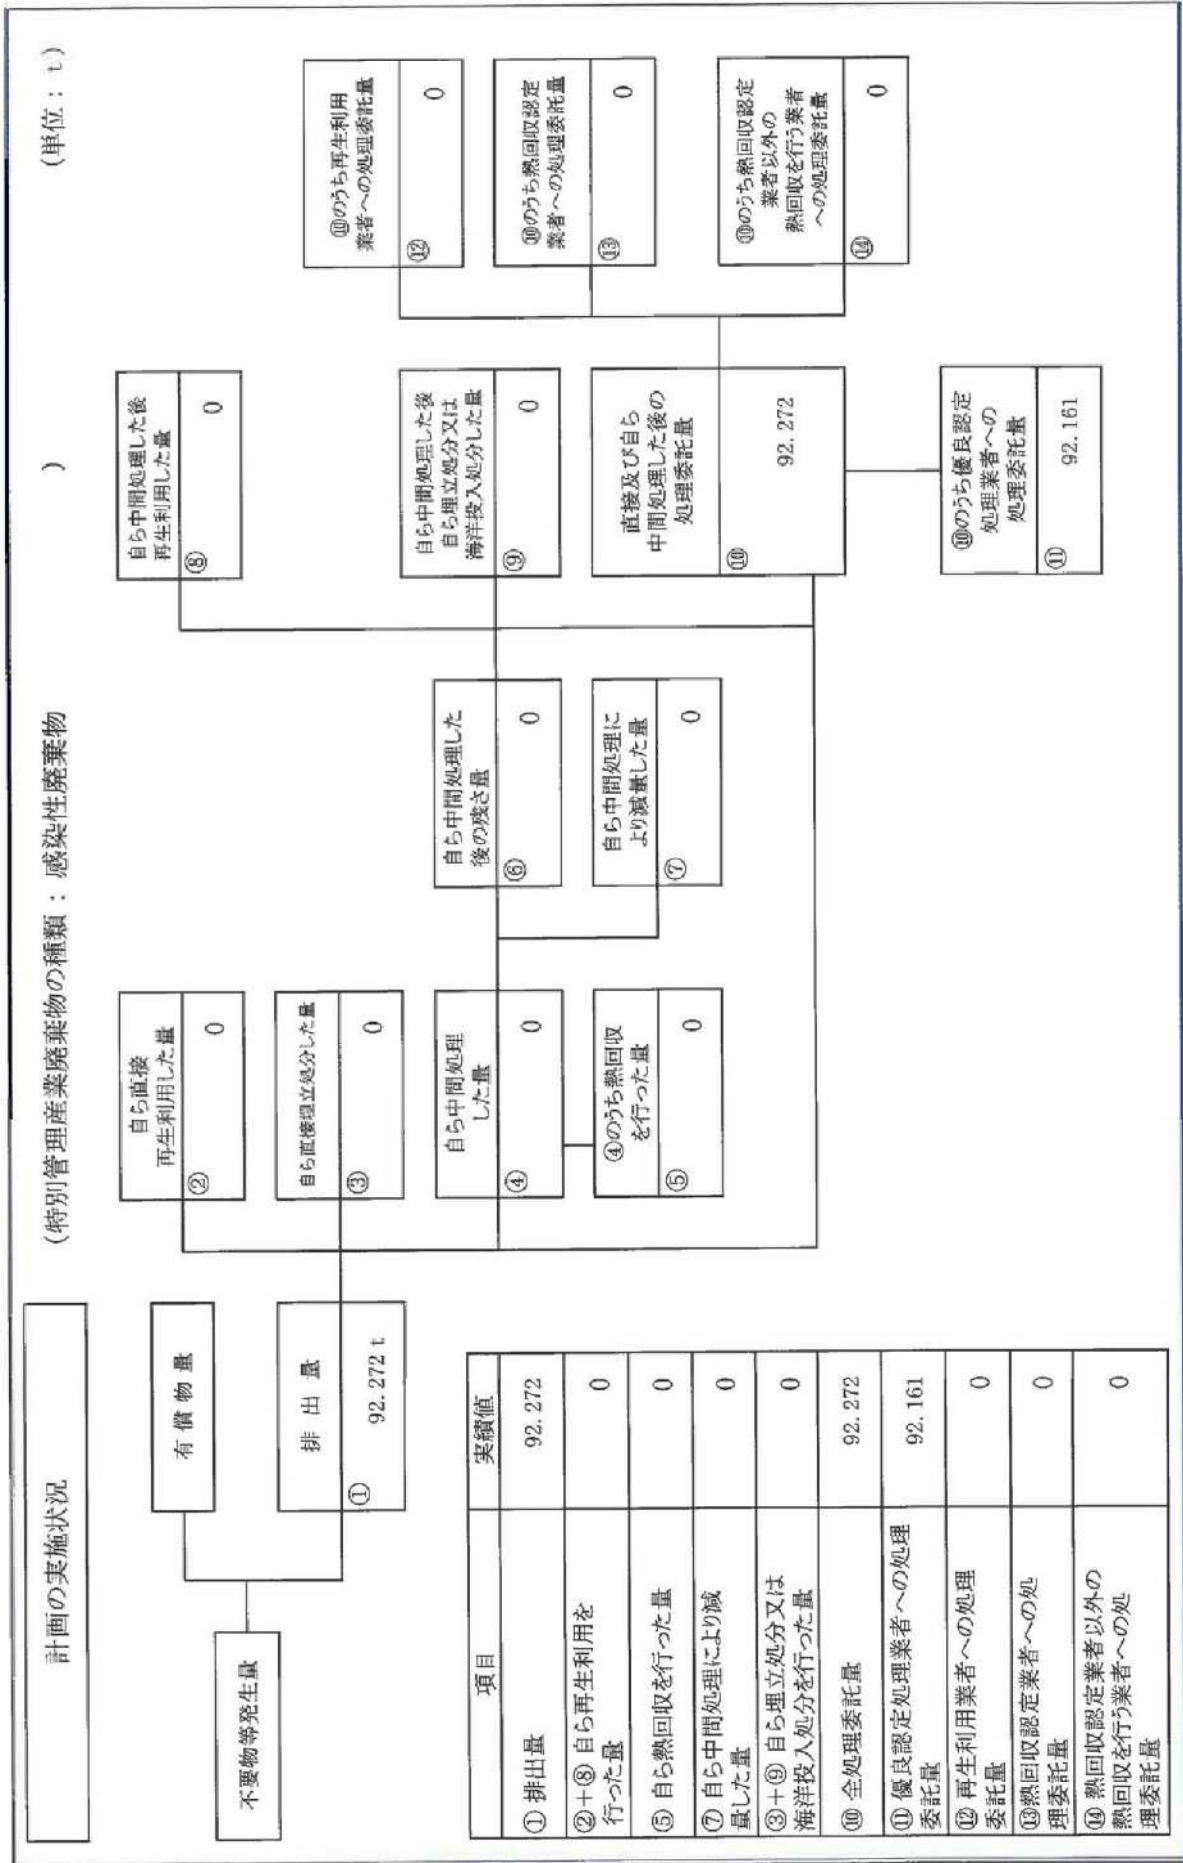 計画の実施状況
(特別管理産業廃棄物の種類：感染性廃棄物
)
(単位：t)
不要物等発生量
有償物量
排出量
①
92.272 t
自ら直接
再生利用した量
②
0
自ら直接埋立処分した量
③
0
自ら中間処理
した量
④
0
④のうち熱回収
を行った量
⑤
0
自ら中間処理した
後の残さ量
⑥
0
自ら中間処理に
より減量した量
⑦
0
自ら中間処理した後
再生利用した量
⑧
0
自ら中間処理した後
自ら埋立処分又は
海洋投入処分した量
⑨
0
直接及び自ら
中間処理した後の
処理委託量
⑩
92.272
⑩のうち優良認定
処理業者への
処理委託量
⑪
92.161
⑩のうち再生利用
業者への処理委託量
⑫
0
⑩のうち熱回収認定
業者への処理委託量
⑬
0
⑩のうち熱回収認定
業者以外の
熱回収を行う業者
への処理委託量
⑭
0
項目 実績値
① 排出量 92.272
②+⑧ 自ら再生利用を
行った量 0
⑤ 自ら熱回収を行った量 0
⑦ 自ら中間処理により減
量した量 0
③+⑨ 自ら埋立処分又は
海洋投入処分を行った量 0
⑩ 全処理委託量 92.272
⑪ 優良認定処理業者への処理
委託量 92.161
⑫ 再生利用業者への処理
委託量 0
⑬熱回収認定業者への処
理委託量 0
⑭ 熱回収認定業者以外の
熱回収を行う業者への処
理委託量 0